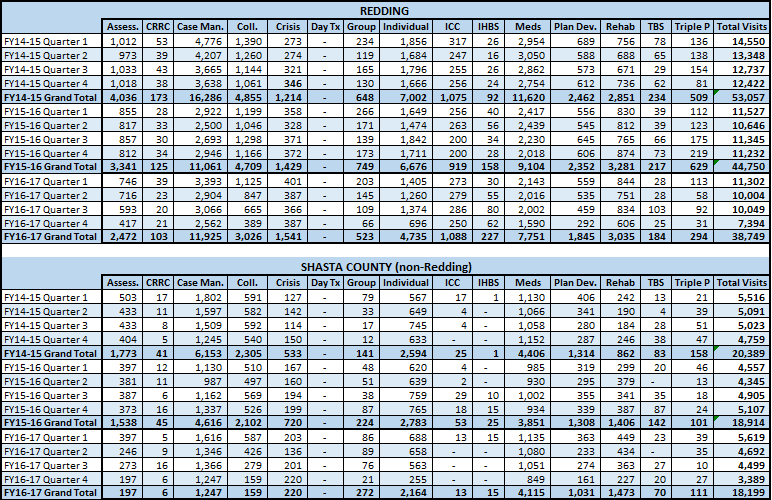 REDDING
Assess. CRRC Case Man. Coll. Crisis Day Tx Group Individual ICC IHBS Meds Plan Dev. Rehab TBS Triple P Total Visits
FY14-15 Quarter 1 1,012 53 4,776 1,390 273 - 234 1,856 317 26 2,954 689 756 78 136 14,550
FY14-15 Quarter 2 973 39 4,207 1,260 274 - 119 1,684 247 16 3,050 588 688 65 138 13,348
FY14-15 Quarter 3 1,033 43 3,665 1,144 321 - 165 1,796 255 26 2,862 573 671 29 154 12,737
FY14-15 Quarter 4 1,018 38 3,638 1,061 346 - 130 1,666 256 24 2,754 612 736 62 81 12,422
FY14-15 Grand Total 4,036 173 16,286 4,855 1,214 - 648 7,002 1,075 92 11,620 2,462 2,851 234 509 53,057
FY15-16 Quarter 1 855 28 2,922 1,199 358 - 266 1,649 256 40 2,417 556 830 39 112 11,527
FY15-16 Quarter 2 817 33 2,500 1,046 328 - 171 1,474 263 56 2,439 545 812 39 123 10,646
FY15-16 Quarter 3 857 30 2,693 1,298 371 - 139 1,842 200 34 2,230 645 765 66 175 11,345
FY15-16 Quarter 4 812 34 2,946 1,166 372 - 173 1,711 200 28 2,018 606 874 73 219 11,232
FY15-16 Grand Total 3,341 125 11,061 4,709 1,429 - 749 6,676 919 158 9,104 2,352 3,281 217 629 44,750
FY16-17 Quarter 1 746 39 3,393 1,125 401 - 203 1,405 273 30 2,143 559 844 28 113 11,302
FY16-17 Quarter 2 716 23 2,904 847 387 - 145 1,260 279 55 2,016 535 751 28 58 10,004
FY16-17 Quarter 3 593 20 3,066 665 366 - 109 1,374 286 80 2,002 459 834 103 92 10,049
FY16-17 Quarter 4 417 21 2,562 389 387 - 66 696 250 62 1,590 292 606 25 31 7,394
FY16-17 Grand Total 2,472 103 11,925 3,026 1,541 - 523 4,735 1,088 227 7,751 1,845 3,035 184 294 38,749
SHASTA COUNTY (non-Redding)
Assess. CRRC Case Man. Coll. Crisis Day Tx Group Individual ICC IHBS Meds Plan Dev. Rehab TBS Triple P Total Visits
FY14-15 Quarter 1 503 17 1,802 591 127 - 79 567 17 1 1,130 406 242 13 21 5,516
FY14-15 Quarter 2 433 11 1,597 582 142 - 33 649 4 - 1,066 341 190 4 39 5,091
FY14-15 Quarter 3 433 8 1,509 592 114 - 17 745 4 - 1,058 280 184 28 51 5,023
FY14-15 Quarter 4 404 5 1,245 540 150 - 12 633 - - 1,152 287 246 38 47 4,759
FY14-15 Grand Total 1,773 41 6,153 2,305 533 - 141 2,594 25 1 4,406 1,314 862 83 158 20,389
FY15-16 Quarter 1 397 12 1,130 510 167 - 48 620 4 - 985 319 299 20 46 4,557
FY15-16 Quarter 2 381 11 987 497 160 - 51 639 2 - 930 295 379 - 13 4,345
FY15-16 Quarter 3 387 6 1,162 569 194 - 38 759 29 10 1,002 355 341 35 18 4,905
FY15-16 Quarter 4 373 16 1,337 526 199 - 87 765 18 15 934 339 387 87 24 5,107
FY15-16 Grand Total 1,538 45 4,616 2,102 720 - 224 2,783 53 25 3,851 1,308 1,406 142 101 18,914
FY16-17 Quarter 1 397 5 1,616 587 203 - 86 688 13 15 1,135 363 449 23 39 5,619
FY16-17 Quarter 2 246 9 1,346 426 136 - 89 658 - - 1,080 233 434 - 35 4,692
FY16-17 Quarter 3 273 16 1,366 279 201 - 76 563 - - 1,051 274 363 27 10 4,499
FY16-17 Quarter 4 197 6 1,247 159 220 - 21 255 - - 849 161 227 20 27 3,389
FY16-17 Grand Total 197 6 1,247 159 220 - 272 2,164 13 15 4,115 1,031 1,473 70 111 18,199